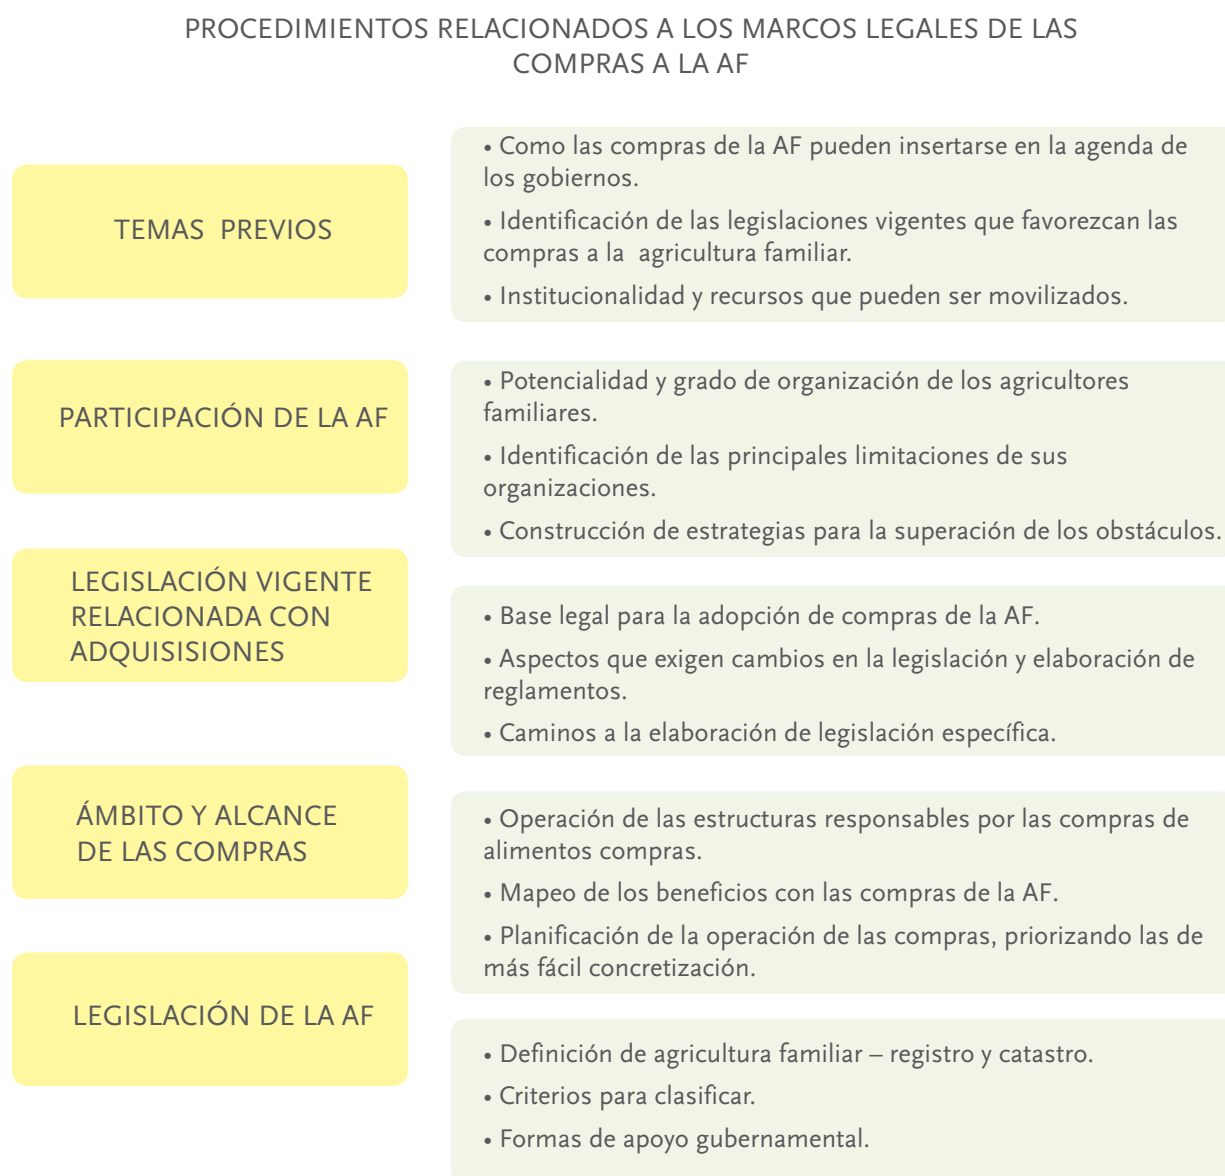 PROCEDIMIENTOS RELACIONADOS A LOS MARCOS LEGALES DE LAS
COMPRAS A LA AF
TEMAS PREVIOS
• Como las compras de la AF pueden insertarse en la agenda de
los gobiernos.
• Identificación de las legislaciones vigentes que favorezcan las
compras a la agricultura familiar.
• Institucionalidad y recursos que pueden ser movilizados.
PARTICIPACIÓN DE LA AF
• Potencialidad y grado de organización de los agricultores
familiares.
• Identificación de las principales limitaciones de sus
organizaciones.
• Construcción de estrategias para la superación de los obstáculos.
LEGISLACIÓN VIGENTE
RELACIONADA CON
ADQUISISIONES
• Base legal para la adopción de compras de la AF.
• Aspectos que exigen cambios en la legislación y elaboración de
reglamentos.
• Caminos a la elaboración de legislación específica.
ÁMBITO Y ALCANCE
DE LAS COMPRAS
• Operación de las estructuras responsables por las compras de
alimentos compras.
• Mapeo de los beneficios con las compras de la AF.
• Planificación de la operación de las compras, priorizando las de
más fácil concretización.
LEGISLACIÓN DE LA AF
• Definición de agricultura familiar – registro y catastro.
• Criterios para clasificar.
• Formas de apoyo gubernamental.